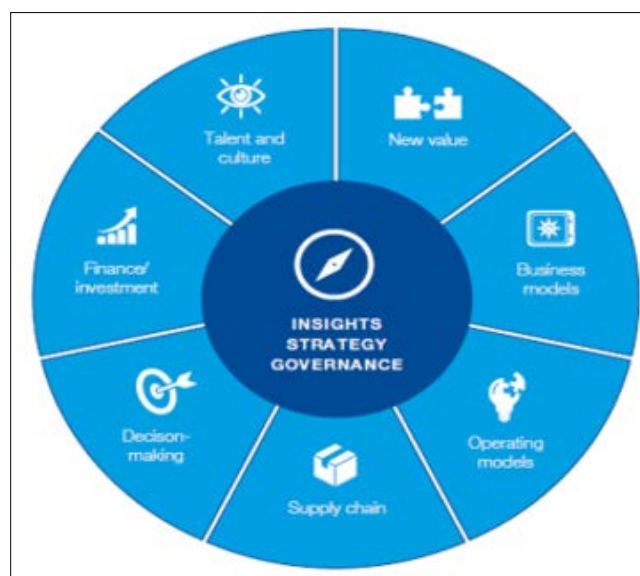 Talent and
culture
New value
Finance/
investment
Business
models
INSIGHTS
STRATEGY
GOVERNANCE
Decison-
making
Operating
models
Supply chain